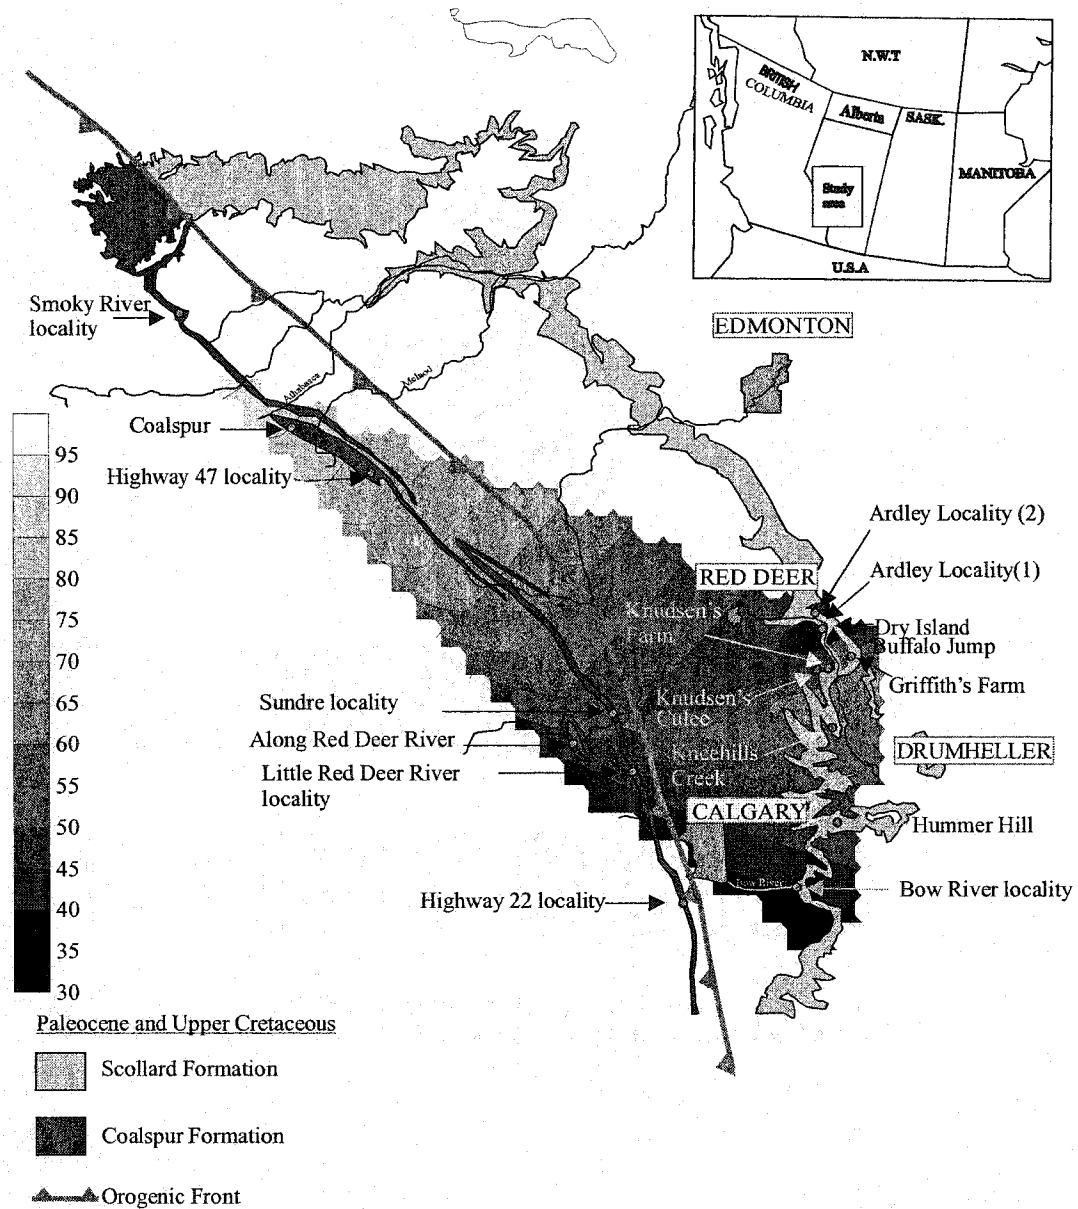 N.W.T
BRITISH
COLUMBIA
Alberta
SASK.
MANITOBA
Study
area
U.S.A
Smoky River
locality
EDMONTON
Athabasca
Mcleod
Coalspur
Highway 47 locality
95
90
85
80
75
70
65
60
55
50
45
40
35
30
Ardley Locality (2)
RED DEER
Ardley Locality(1)
Knudsen's
Farm
Dry Island
Buffalo Jump
Griffith's Farm
Sundre locality
Knudsen's
Culee
Along Red Deer River
Kneehills
Creek
DRUMHELLER
Little Red Deer River
locality
CALGARY
Hummer Hill
Bow River
Bow River locality
Highway 22 locality
Paleocene and Upper Cretaceous
Scollard Formation
Coalspur Formation
Orogenic Front